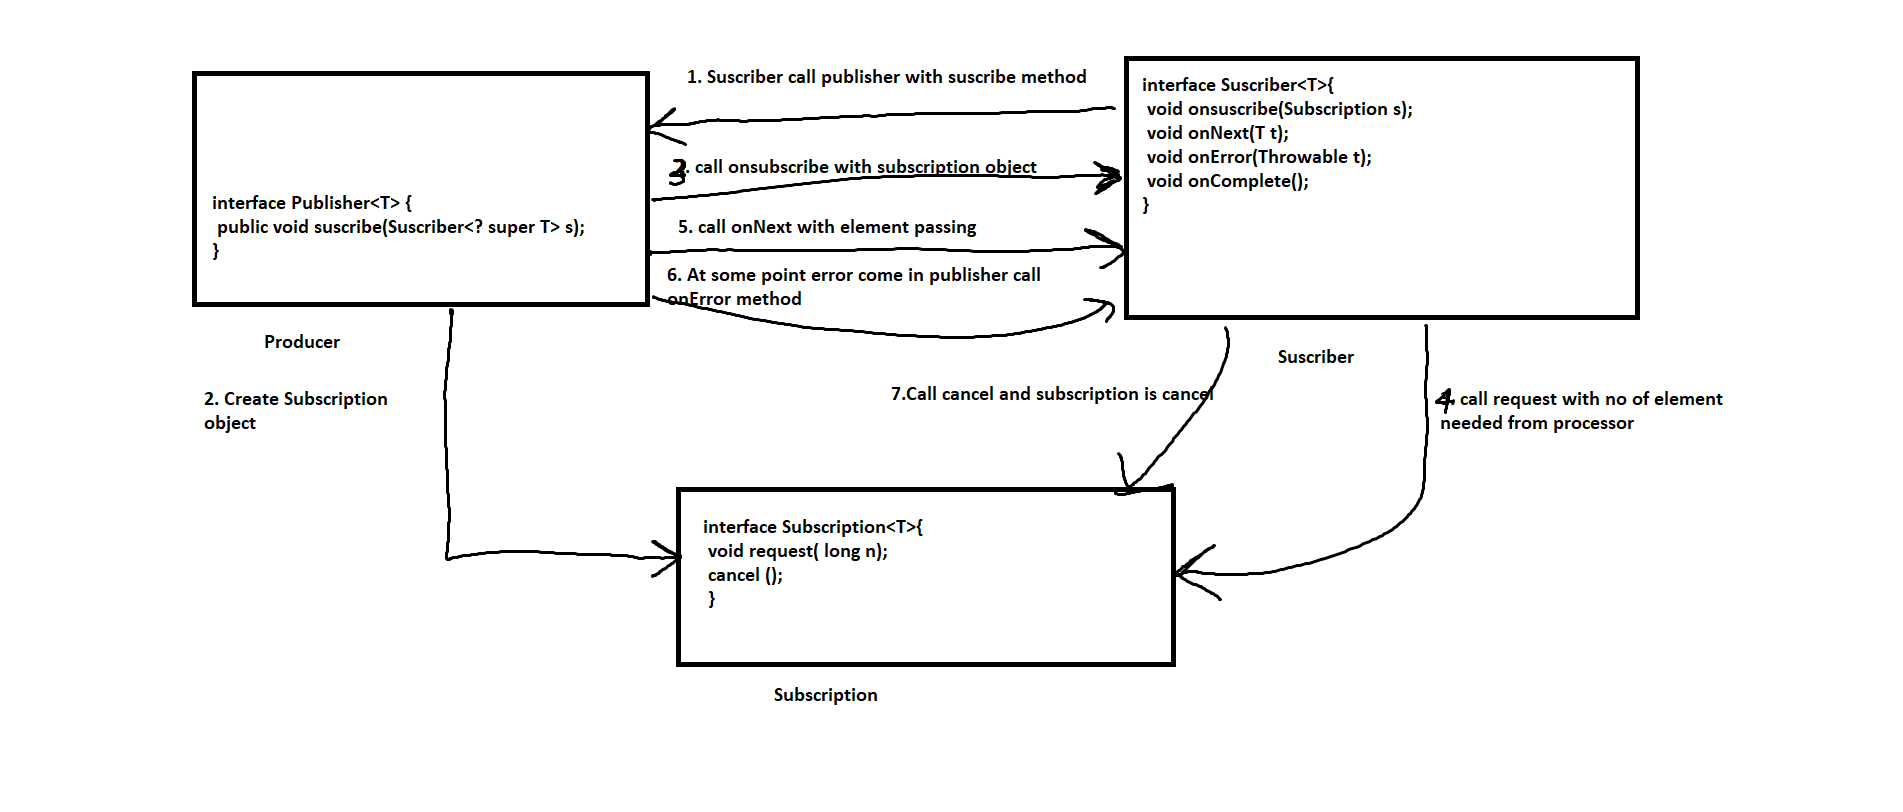 1. Suscriber call publisher with suscribe method
interface Suscriber<T>{
void onsuscribe(Subscription s);
void onNext(T t);
void onError(Throwable t);
void onComplete();
}
3. call onsubscribe with subscription object
interface Publisher<T> {
public void suscribe(Suscriber<? super T> s);
}
5. call onNext with element passing
6. At some point error come in publisher call
onError method
Producer
Suscriber
2. Create Subscription
object
7.Call cancel and subscription is cancel
4. call request with no of element
needed from processor
interface Subscription<T>{
void request( long n);
cancel ();
}
Subscription